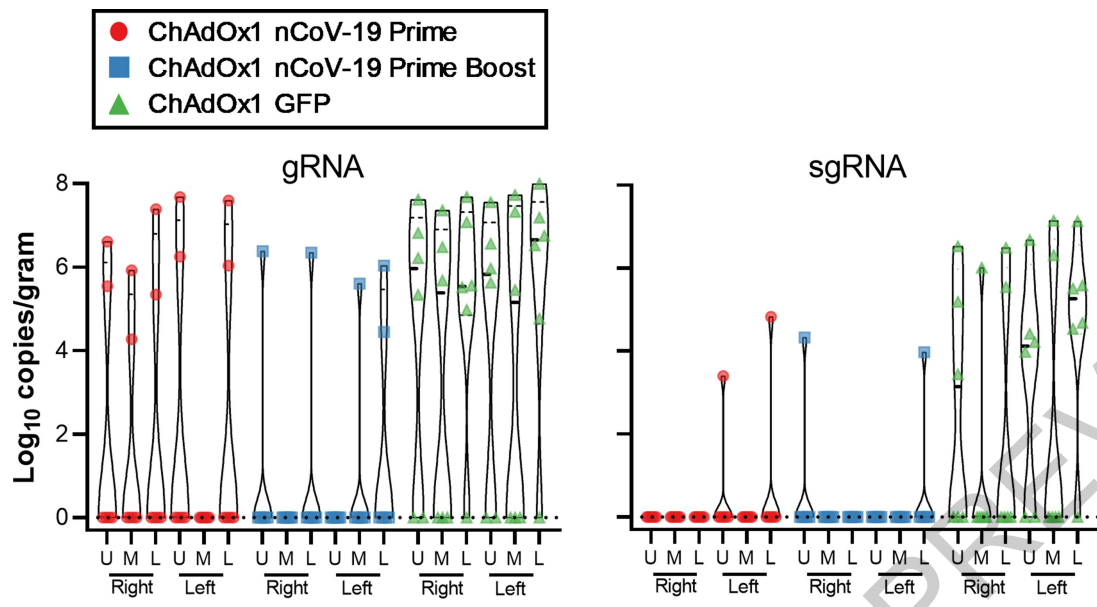 ChAdOx1 nCoV-19 Prime
ChAdOx1 nCoV-19 Prime Boost
ChAdOx1 GFP
gRNA
sgRNA
Log10 copies/gram
8
6
4
2
0
U M L U M L U M L U M L U M L U M L
Right Left Right Left Right Left
U M L U M L U M L U M L U M L U M L
Right Left Right Left Right Left